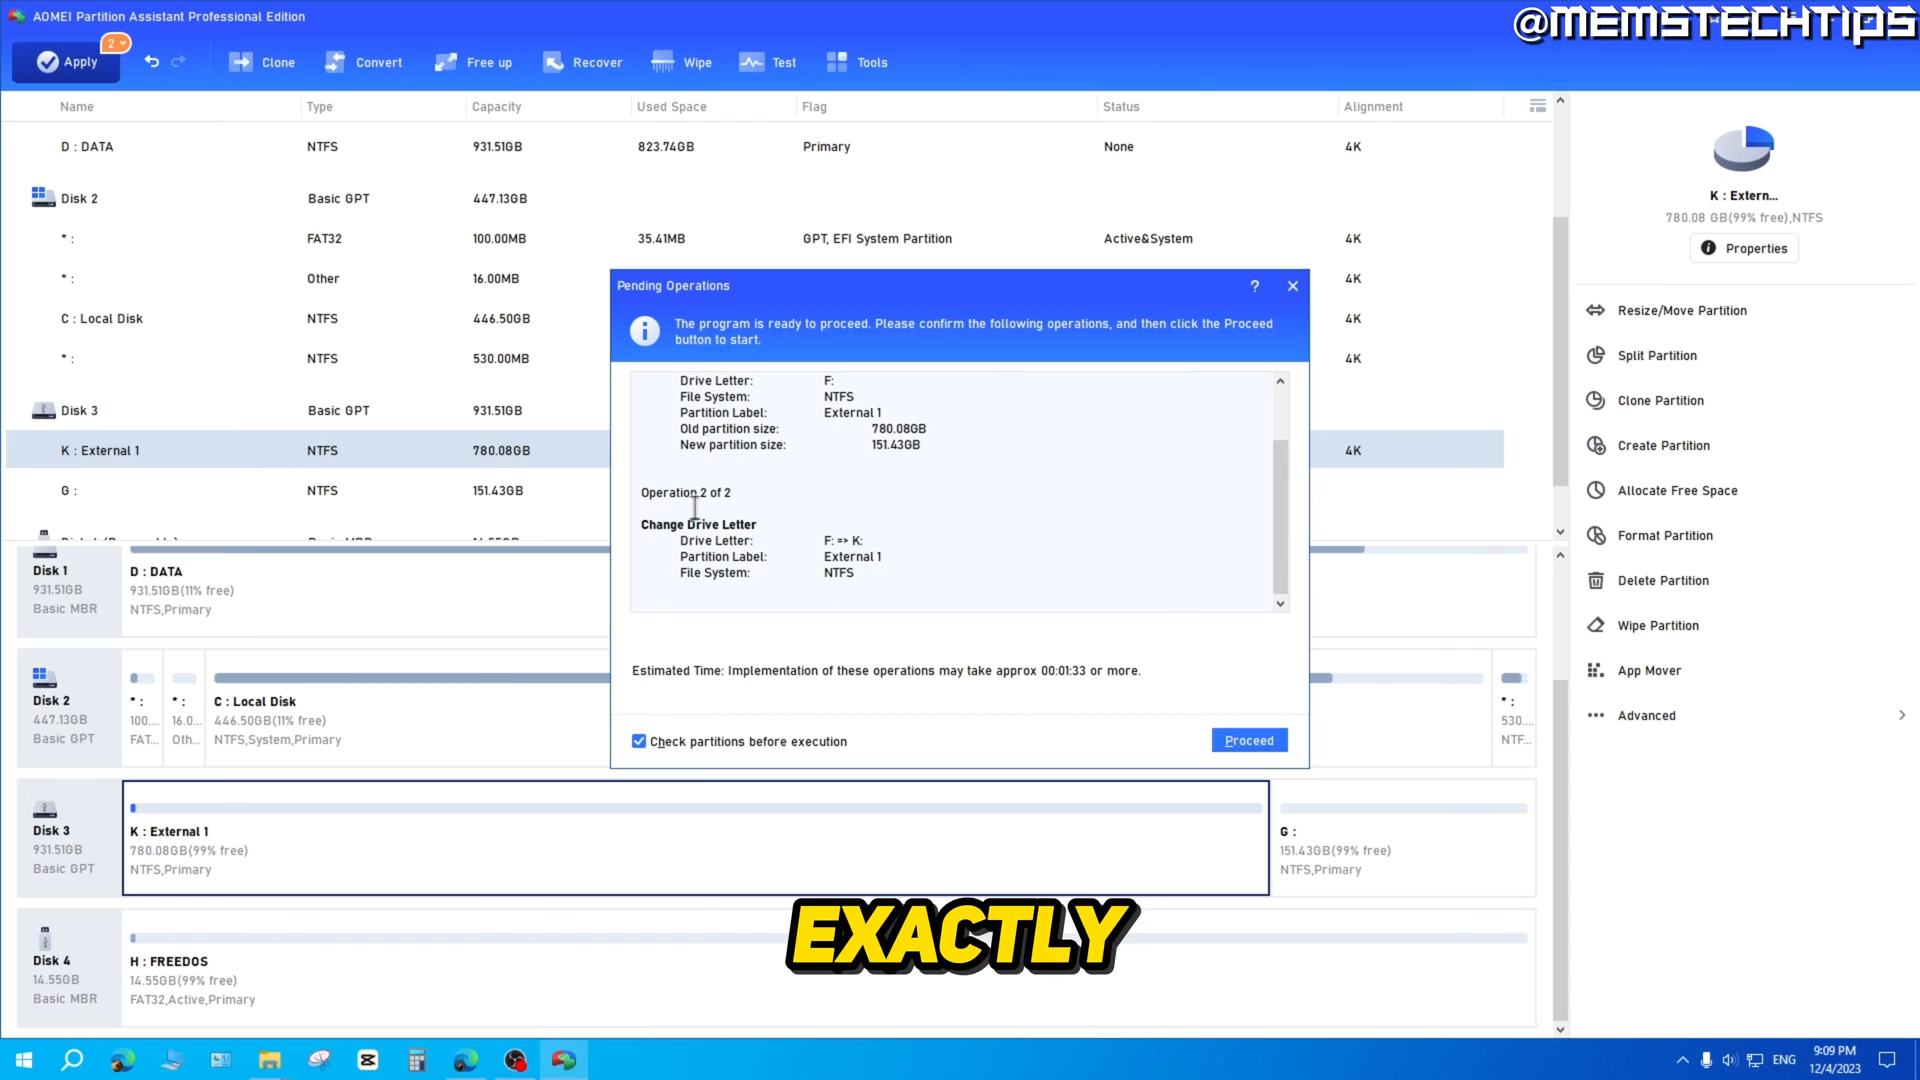 AOMEI Partition Assistant Professional Edition
@MEMSTECHTIPS
Apply
2
Clone
Convert
Free up
Recover
Wipe
Test
Tools
Name Type Capacity Used Space Flag Status Alignment
D : DATA NTFS 931.51GB 823.74GB Primary None 4K
Disk 2 Basic GPT 447.13GB
* : FAT32 100.00MB 35.41MB GPT, EFI System Partition Active&System 4K
* : Other 16.00MB 4K
C : Local Disk NTFS 446.50GB 4K
* : NTFS 530.00MB 4K
Disk 3 Basic GPT 931.51GB
K : External 1 NTFS 780.08GB 4K
G : NTFS 151.43GB
Pending Operations
?
The program is ready to proceed. Please confirm the following operations, and then click the Proceed
button to start.
Drive Letter: F:
File System: NTFS
Partition Label: External 1
Old partition size: 780.08GB
New partition size: 151.43GB
Operation 2 of 2
Change Drive Letter
Drive Letter: F: => K:
Partition Label: External 1
File System: NTFS
Estimated Time: Implementation of these operations may take approx 00:01:33 or more.
Check partitions before execution
Proceed
K : Extern...
780.08 GB(99% free),NTFS
Properties
Resize/Move Partition
Split Partition
Clone Partition
Create Partition
Allocate Free Space
Format Partition
Delete Partition
Wipe Partition
App Mover
Advanced
Disk 1
931.51GB
Basic MBR
D : DATA
931.51GB(11% free)
NTFS,Primary
Disk 2
447.13GB
Basic GPT
* :
100....
FAT...
* :
16.0...
Oth...
C : Local Disk
446.50GB(11% free)
NTFS,System,Primary
* :
530....
NTF...
Disk 3
931.51GB
Basic GPT
K : External 1
780.08GB(99% free)
NTFS,Primary
G :
151.43GB(99% free)
NTFS,Primary
Disk 4
14.55GB
Basic MBR
H : FREEDOS
14.55GB(99% free)
FAT32,Active,Primary
EXACTLY
ENG
9:09 PM
12/4/2023